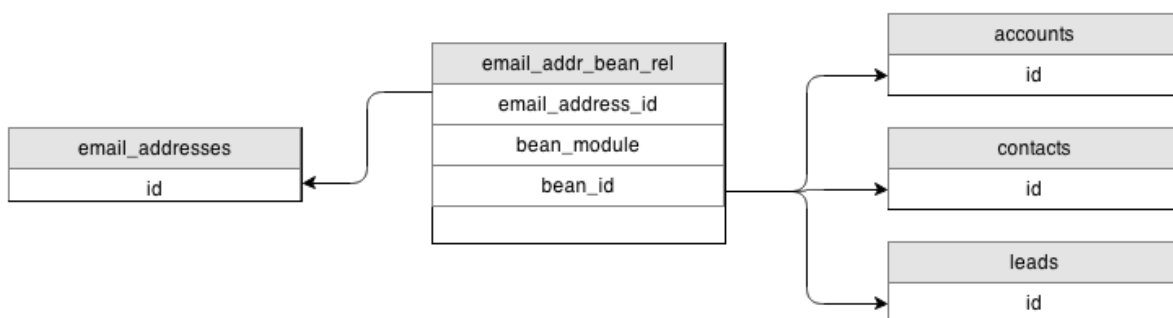 email_addresses
id
email_addr_bean_rel
email_address_id
bean_module
bean_id
accounts
id
contacts
id
leads
id